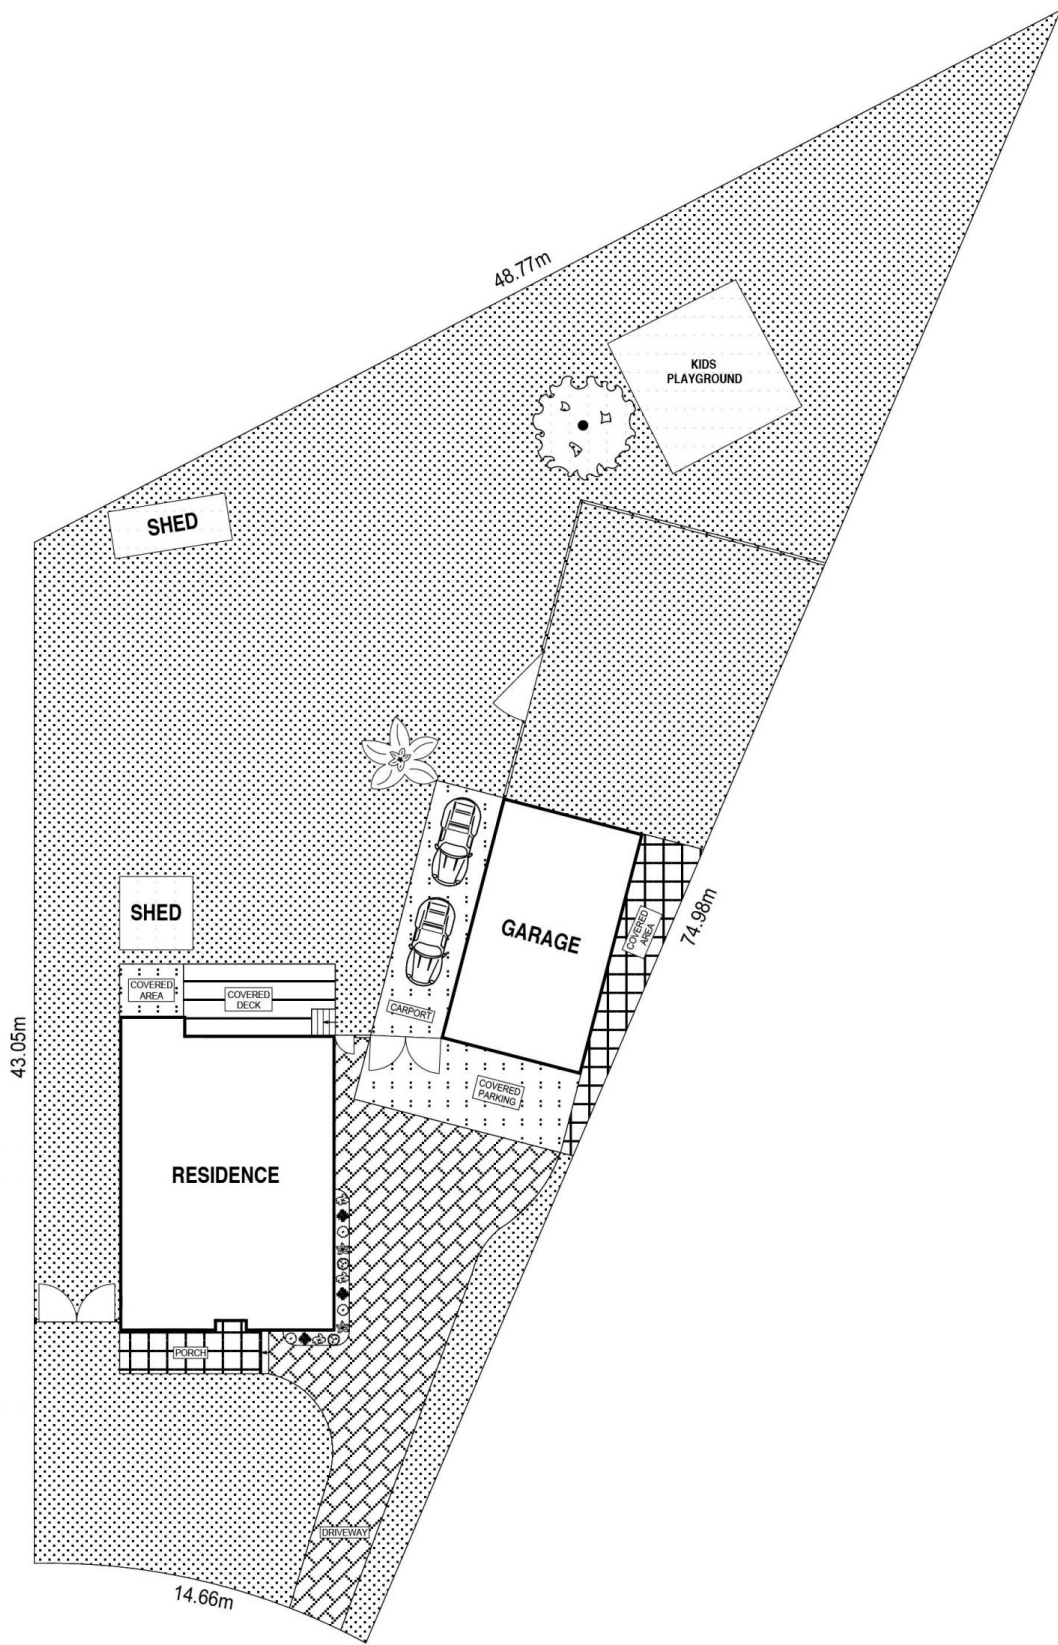 48.77m
KIDS
PLAYGROUND
SHED
SHED
GARAGE
COVERED
AREA
74.98m
COVERED
AREA
COVERED
DECK
CARPORT
43.05m
COVERED
PARKING
RESIDENCE
PORCH
DRIVEWAY
14.66m